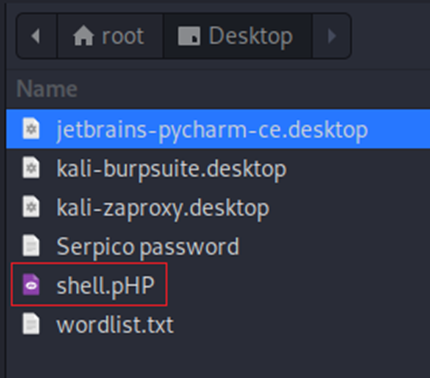 root Desktop
Name
jetbrains-pycharm-ce.desktop
kali-burpsuite.desktop
kali-zaproxy.desktop
Serpico password
shell.pHP
wordlist.txt